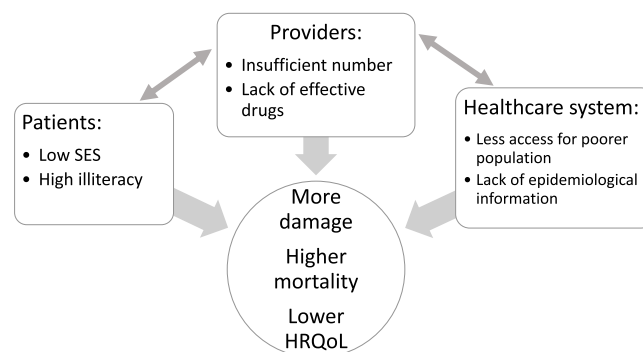 Providers:
• Insufficient number
• Lack of effective
drugs
Patients:
• Low SES
• High illiteracy
Healthcare system:
• Less access for poorer
population
• Lack of epidemiological
information
More
damage
Higher
mortality
Lower
HRQoL